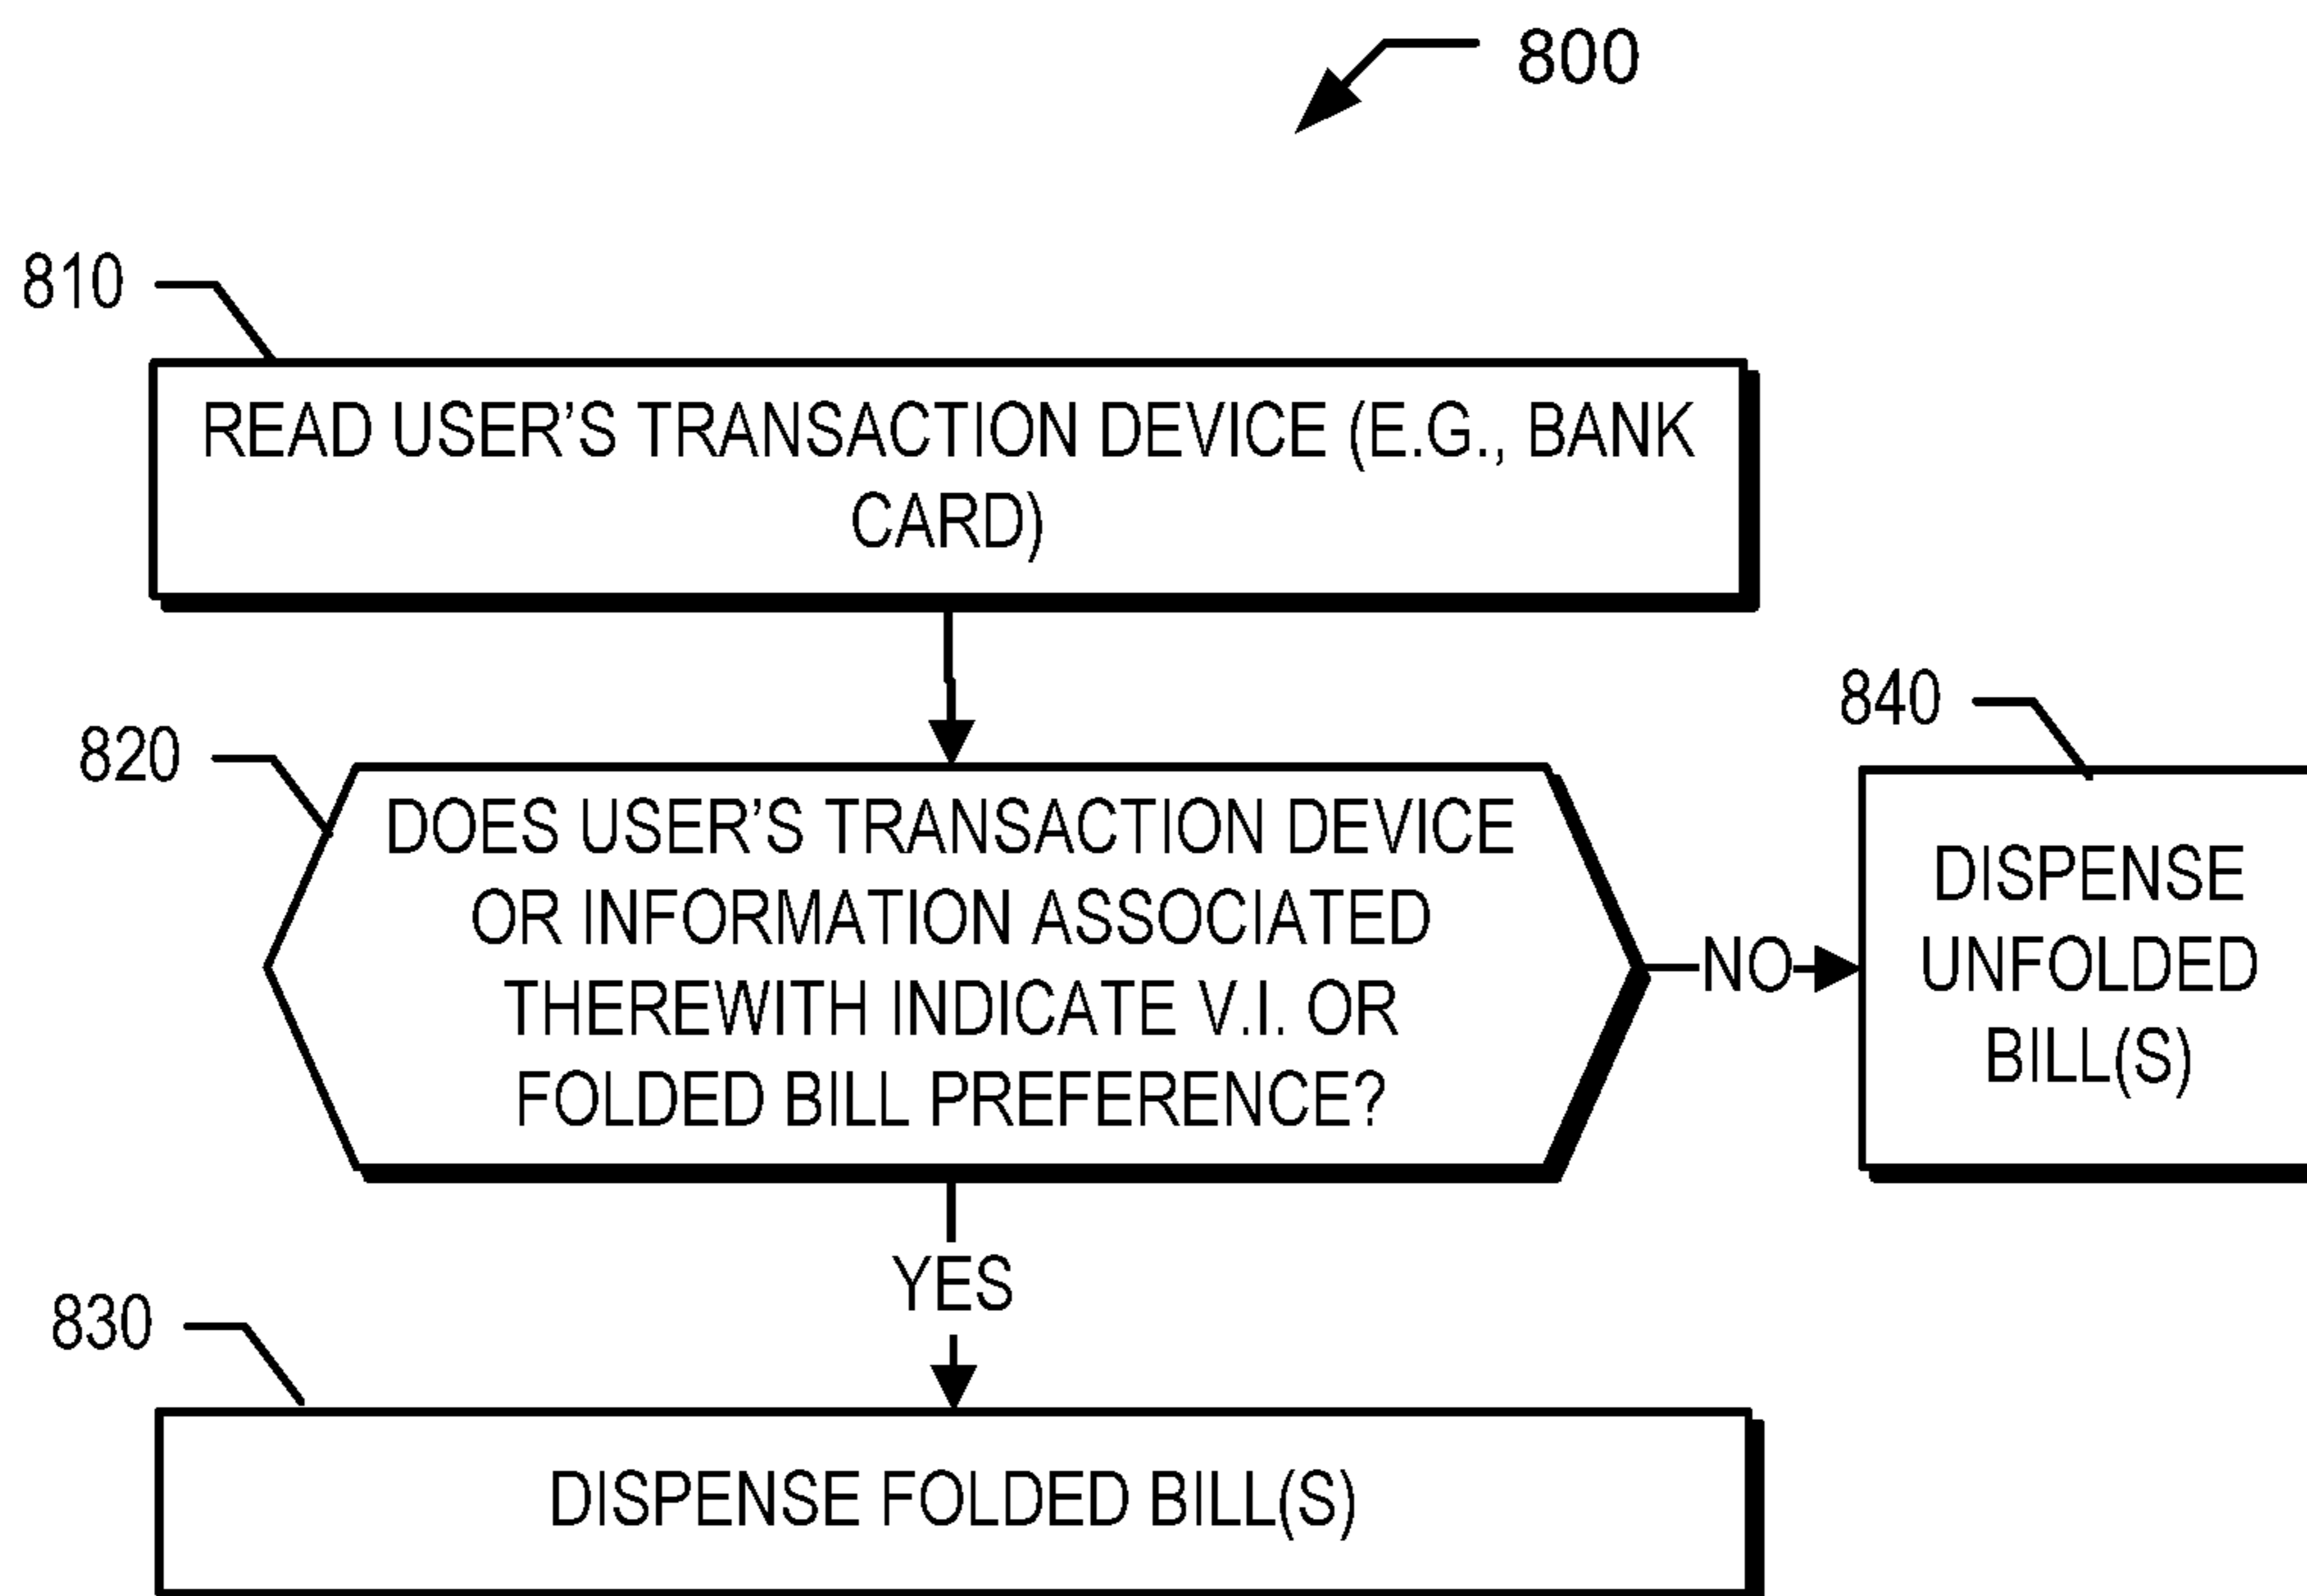 800
810
READ USER'S TRANSACTION DEVICE (E.G., BANK
CARD)
820
DOES USER'S TRANSACTION DEVICE
OR INFORMATION ASSOCIATED
THEREWITH INDICATE V.I. OR
FOLDED BILL PREFERENCE?
NO
840
DISPENSE
UNFOLDED
BILL(S)
YES
830
DISPENSE FOLDED BILL(S)